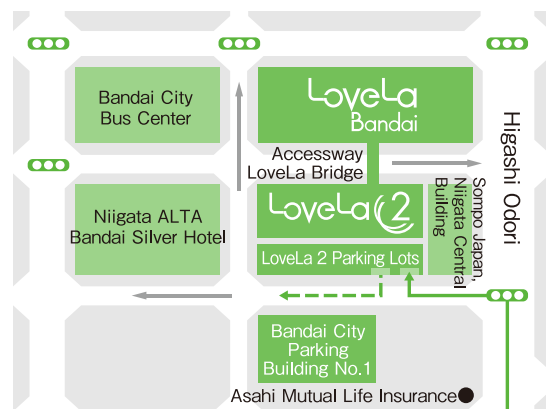 Bandai City
Bus Center
LoveLa
Bandai
Accessway
LoveLa Bridge
Higashi Odori
Niigata ALTA
Bandai Silver Hotel
LoveLa 2
Sompo Japan,
Niigata Central
Building
LoveLa 2 Parking Lots
Bandai City
Parking
Building No.1
Asahi Mutual Life Insurance